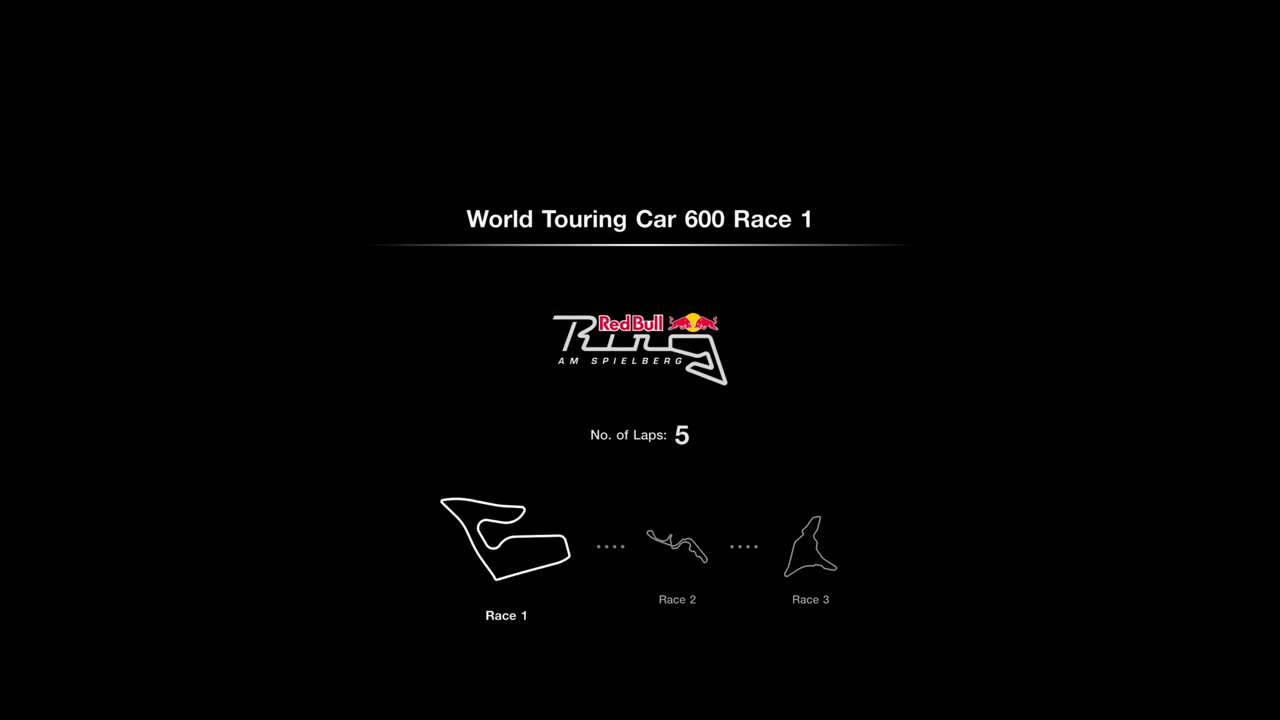 World Touring Car 600 Race 1
Red Bull
Ring
AM SPIELBERG
No. of Laps: 5
Race 1
Race 2
Race 3